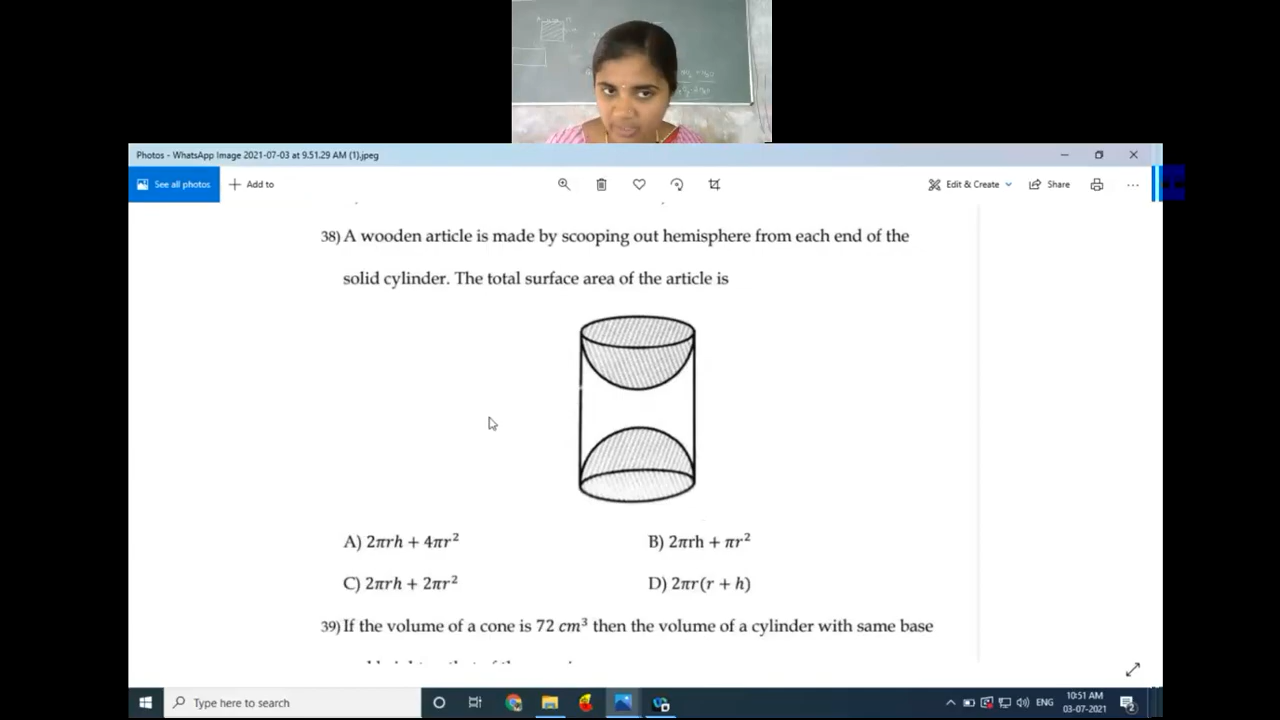 Photos - WhatsApp Image 2021-07-03 at 9.51.29 AM (1).jpeg
See all photos
Add to
Edit & Create
Share
38) A wooden article is made by scooping out hemisphere from each end of the
solid cylinder. The total surface area of the article is
A) 2πrh + 4πr² B) 2πrh + πr²
C) 2πrh + 2πr² D) 2πr(r + h)
39) If the volume of a cone is 72 cm³ then the volume of a cylinder with same base
Type here to search
ENG
10:51 AM
03-07-2021
2